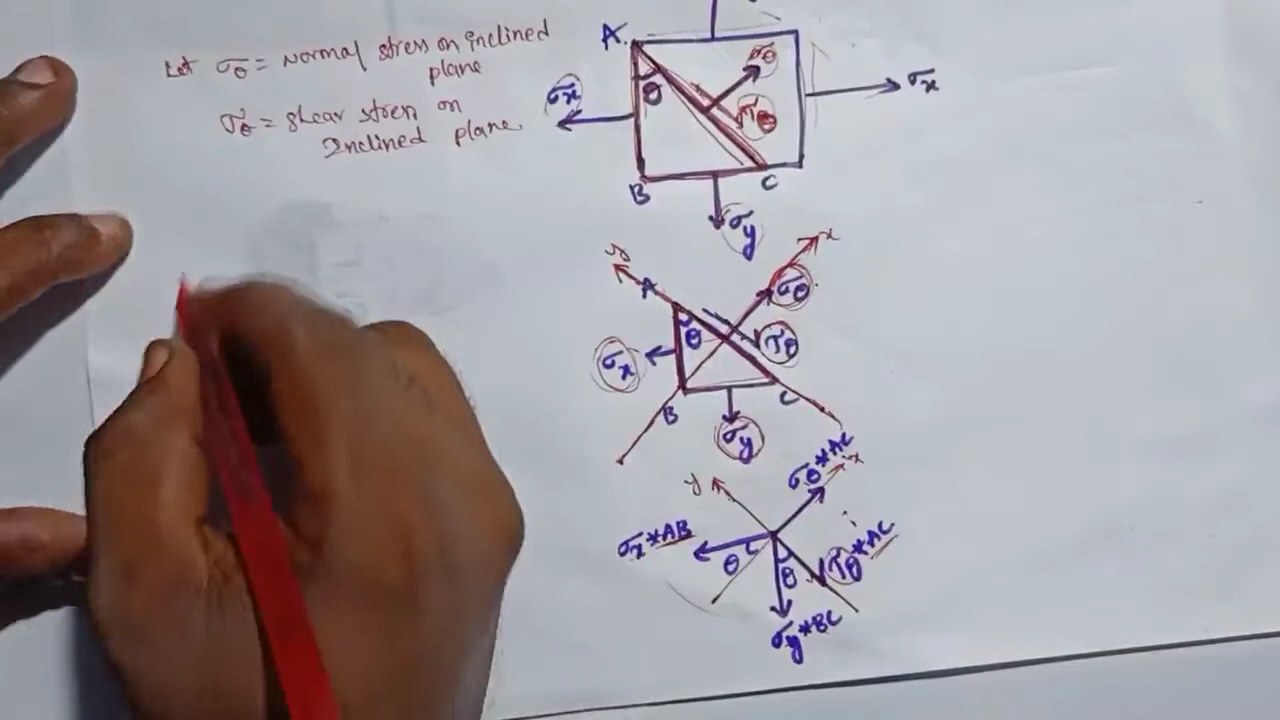 Let σθ = Normal stress on inclined
plane
σθ = shear stress on
Inclined plane
A
θ
σθ
τθ
σx
σx
B
C
σy
y
x
A
σθ
θ
τθ
σx
B
C
σy
y
σθ*AC
x
σx*AB
θ
θ
τθ*AC
σy*BC